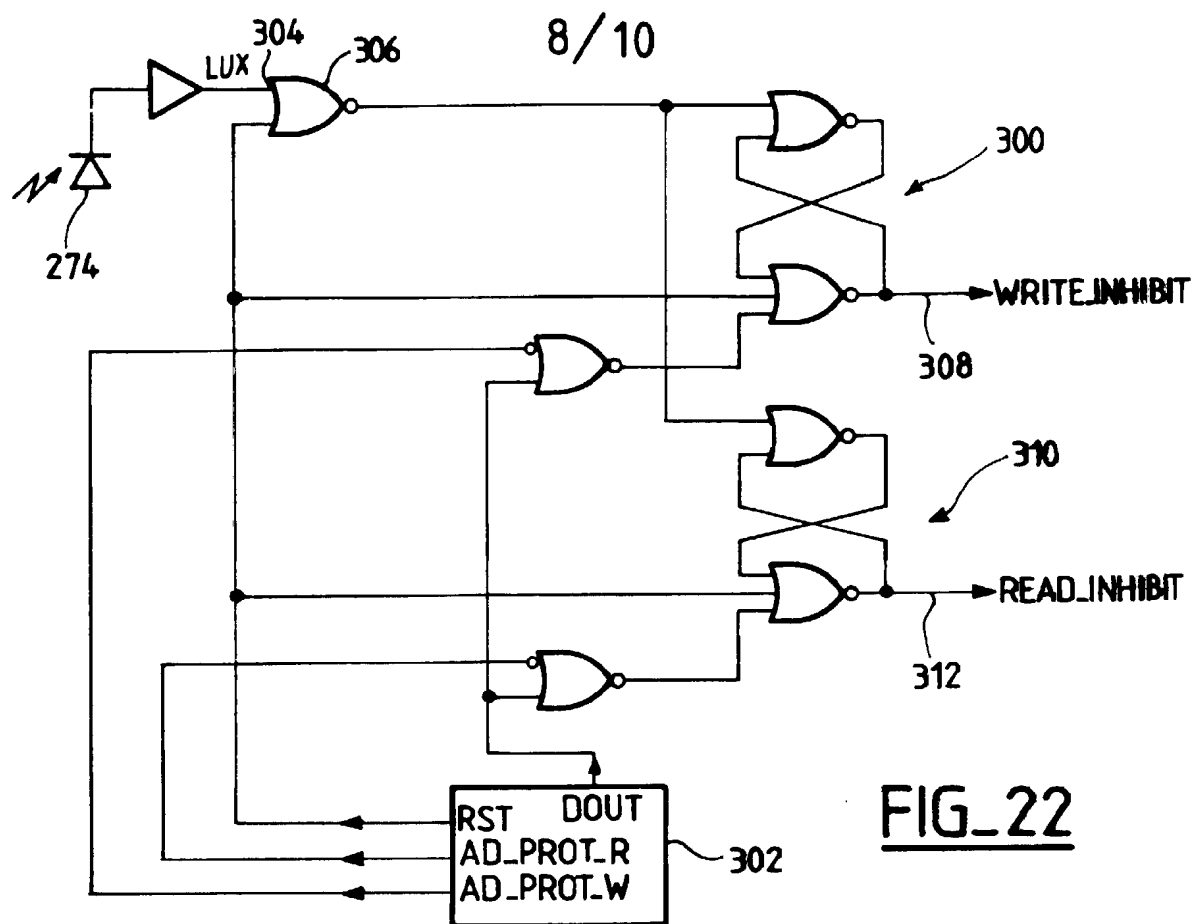 8/10
304
306
LUX
300
274
WRITE_INHIBIT
308
310
READ_INHIBIT
312
DOUT
RST
AD_PROT_R
AD_PROT_W
302
FIG_22